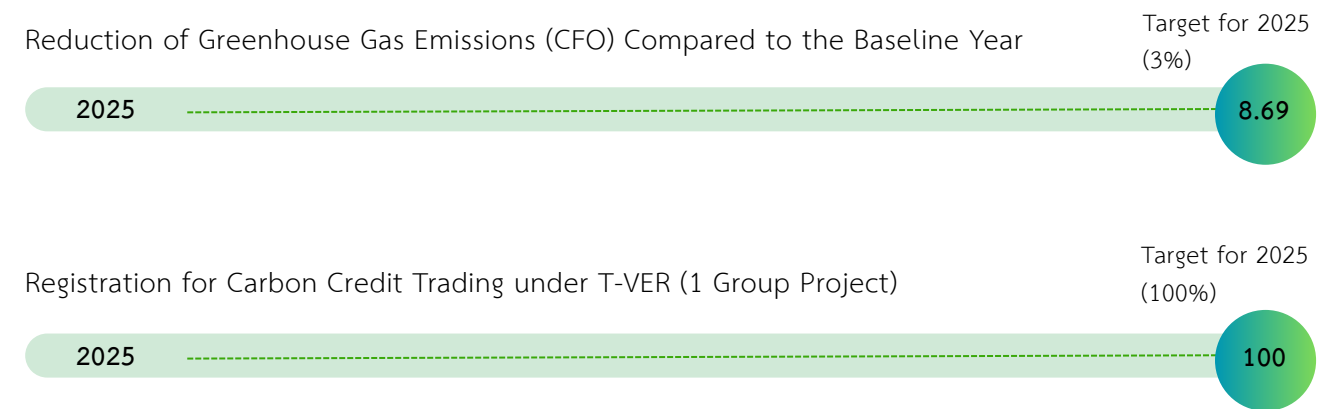 Target for 2025
Reduction of Greenhouse Gas Emissions (CFO) Compared to the Baseline Year
(3%)
2025
8.69
Target for 2025
Registration for Carbon Credit Trading under T-VER (1 Group Project)
(100%)
2025
100